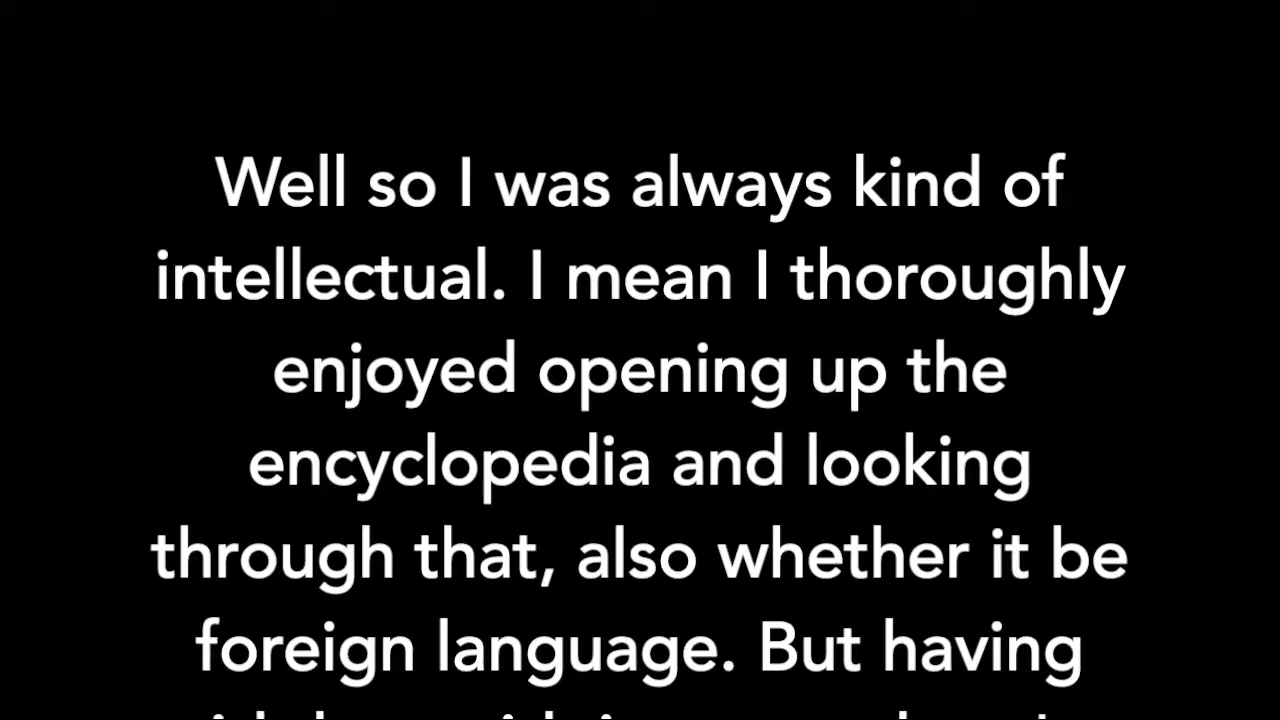 Well so I was always kind of
intellectual. I mean I thoroughly
enjoyed opening up the
encyclopedia and looking
through that, also whether it be
foreign language. But having